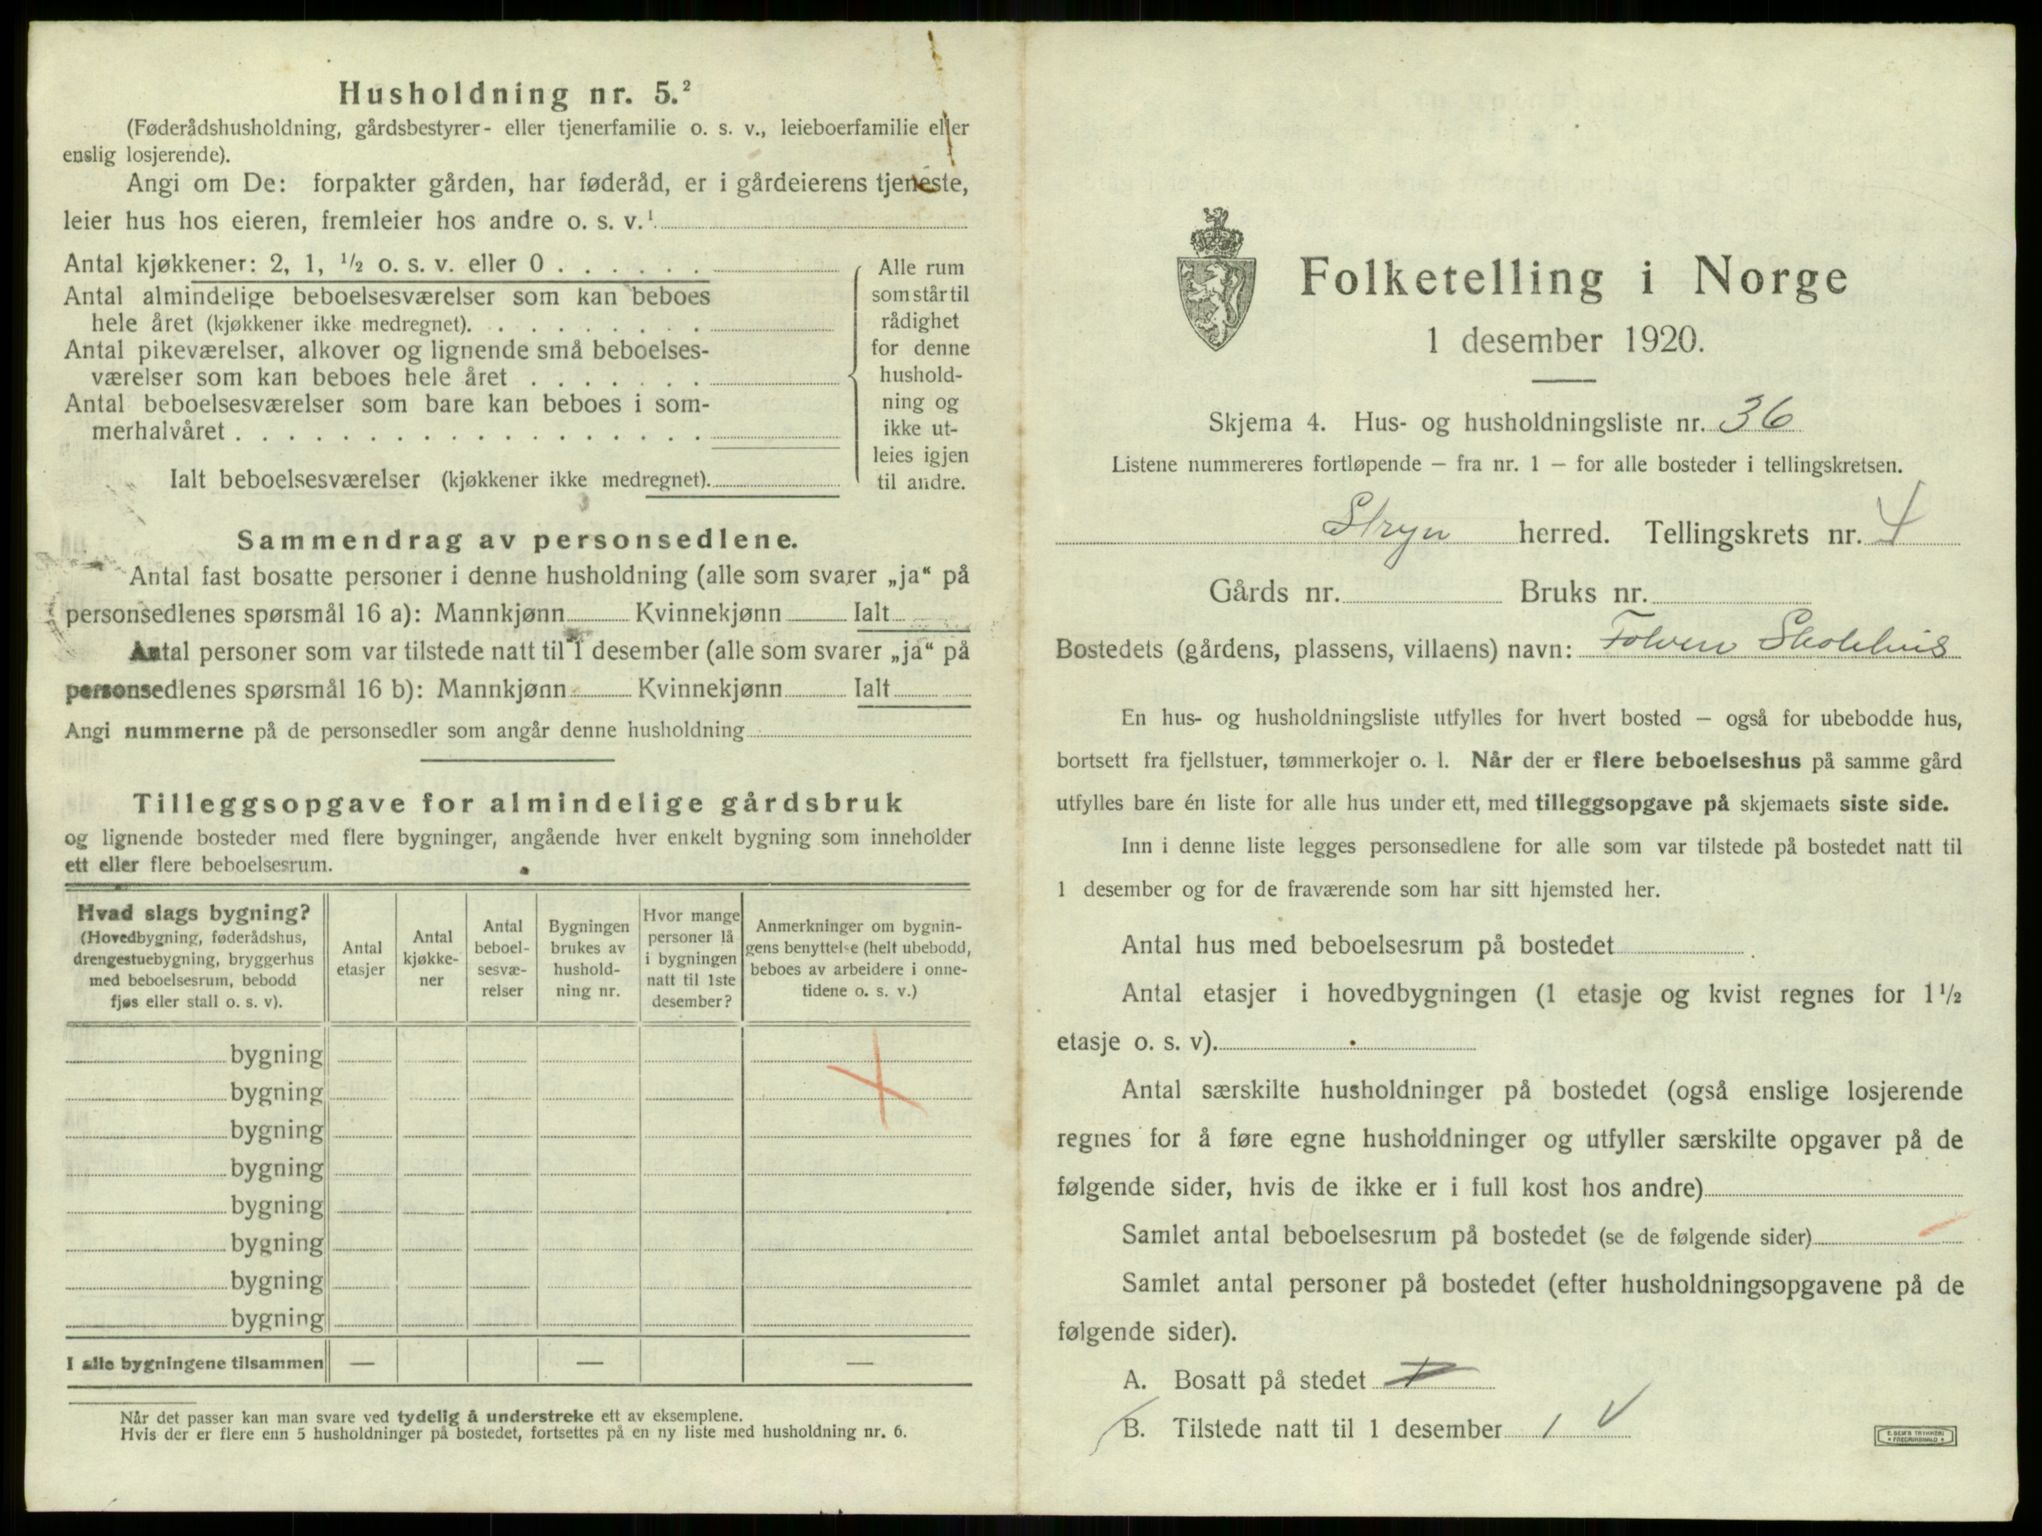 Husholdning nr. 5.²
(Føderådshusholdning, gårdsbestyrer- eller tjenerfamilie o. s. v., leieboerfamilie eller
enslig losjerende).
Angi om De: forpakter gården, har føderåd, er i gårdeierens tjeneste,
leier hus hos eieren, fremleier hos andre o. s. v.¹
Antal kjøkkener: 2, 1, ½ o. s. v. eller 0 . . . . . .
Antal almindelige beboelsesværelser som kan beboes
hele året (kjøkkener ikke medregnet). . . . . . . . .
Antal pikeværelser, alkover og lignende små beboelses-
værelser som kan beboes hele året . . . . . . .
Antal beboelsesværelser som bare kan beboes i som-
merhalvåret . . . . . . . . . . . . . . . . . .
Ialt beboelsesværelser (kjøkkener ikke medregnet).
Alle rum
som står til
rådighet
for denne
hushold-
ning og
ikke ut-
leies igjen
til andre.
Sammendrag av personsedlene.
Antal fast bosatte personer i denne husholdning (alle som svarer „ja“ på
personsedlenes spørsmål 16 a): Mannkjønn Kvinnekjønn Ialt
Antal personer som var tilstede natt til 1 desember (alle som svarer „ja“ på
personsedlenes spørsmål 16 b): Mannkjønn Kvinnekjønn Ialt
Angi nummerne på de personsedler som angår denne husholdning
Tilleggsopgave for almindelige gårdsbruk
og lignende bosteder med flere bygninger, angående hver enkelt bygning som inneholder
ett eller flere beboelsesrum.
Hvad slags bygning?
(Hovedbygning, føderådshus,
drengestuebygning, bryggerhus
med beboelsesrum, bebodd
fjøs eller stall o. s. v).
Antal
etasjer
Antal
kjøkke-
ner
Antal
beboel-
sesvæ-
relser
Bygningen
brukes av
hushold-
ning nr.
Hvor mange
personer lå
i bygningen
natt til 1ste
desember?
Anmerkninger om bygnin-
gens benyttelse (helt ubebodd,
beboes av arbeidere i onne-
tidene o. s. v.)
bygning
bygning
bygning
bygning
bygning
bygning
bygning
bygning
I alle bygningene tilsammen — — —
Når det passer kan man svare ved tydelig å understreke ett av eksemplene.
Hvis der er flere enn 5 husholdninger på bostedet, fortsettes på en ny liste med husholdning nr. 6.
Folketelling i Norge
1 desember 1920.
Skjema 4. Hus- og husholdningsliste nr. 36
Listene nummereres fortløpende – fra nr. 1 – for alle bosteder i tellingskretsen.
Stryn herred. Tellingskrets nr. 4
Gårds nr. Bruks nr.
Bostedets (gårdens, plassens, villaens) navn: Folven Skolehus
En hus- og husholdningsliste utfylles for hvert bosted – også for ubebodde hus,
bortsett fra fjellstuer, tømmerkojer o. l. Når der er flere beboelseshus på samme gård
utfylles bare én liste for alle hus under ett, med tilleggsopgave på skjemaets siste side.
Inn i denne liste legges personsedlene for alle som var tilstede på bostedet natt til
1 desember og for de fraværende som har sitt hjemsted her.
Antal hus med beboelsesrum på bostedet
Antal etasjer i hovedbygningen (1 etasje og kvist regnes for 1½
etasje o. s. v).
Antal særskilte husholdninger på bostedet (også enslige losjerende
regnes for å føre egne husholdninger og utfyller særskilte opgaver på de
følgende sider, hvis de ikke er i full kost hos andre)
Samlet antal beboelsesrum på bostedet (se de følgende sider)
Samlet antal personer på bostedet (efter husholdningsopgavene på de
følgende sider).
A. Bosatt på stedet
B. Tilstede natt til 1 desember 1